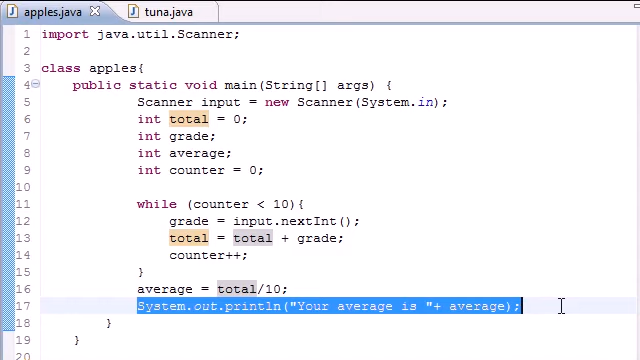 apples.java tuna.java
1 import java.util.Scanner;
2
3 class apples{
4 public static void main(String[] args) {
5 Scanner input = new Scanner(System.in);
6 int total = 0;
7 int grade;
8 int average;
9 int counter = 0;
10
11 while (counter < 10){
12 grade = input.nextInt();
13 total = total + grade;
14 counter++;
15 }
16 average = total/10;
17 System.out.println("Your average is "+ average);
18 }
19 }
20